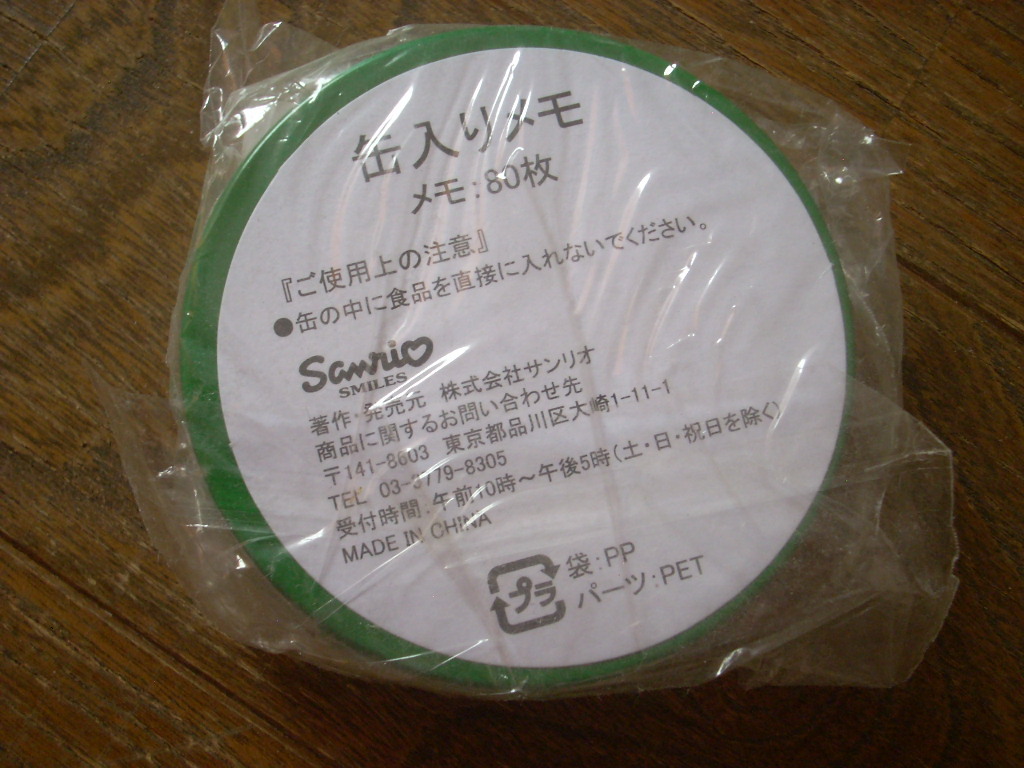 缶入りメモ
メモ:80枚
『ご使用上の注意』
●缶の中に食品を直接に入れないでください。
Sanrio
SMILES
著作・発売元 株式会社サンリオ
商品に関するお問い合わせ先
〒141-8603 東京都品川区大崎1-11-1
TEL 03-3779-8305
受付時間:午前10時～午後5時(土・日・祝日を除く)
MADE IN CHINA
プラ
袋:PP
パーツ:PET